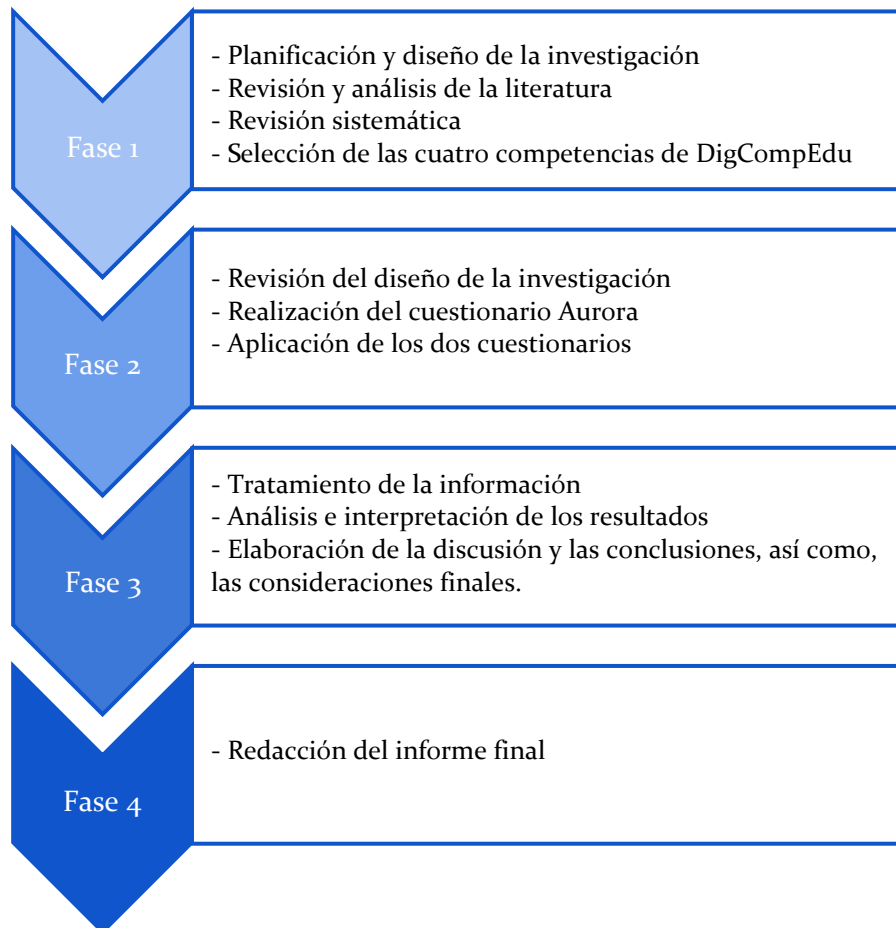 Fase 1
- Planificación y diseño de la investigación
- Revisión y análisis de la literatura
- Revisión sistemática
- Selección de las cuatro competencias de DigCompEdu
Fase 2
- Revisión del diseño de la investigación
- Realización del cuestionario Aurora
- Aplicación de los dos cuestionarios
Fase 3
- Tratamiento de la información
- Análisis e interpretación de los resultados
- Elaboración de la discusión y las conclusiones, así como,
las consideraciones finales.
Fase 4
- Redacción del informe final